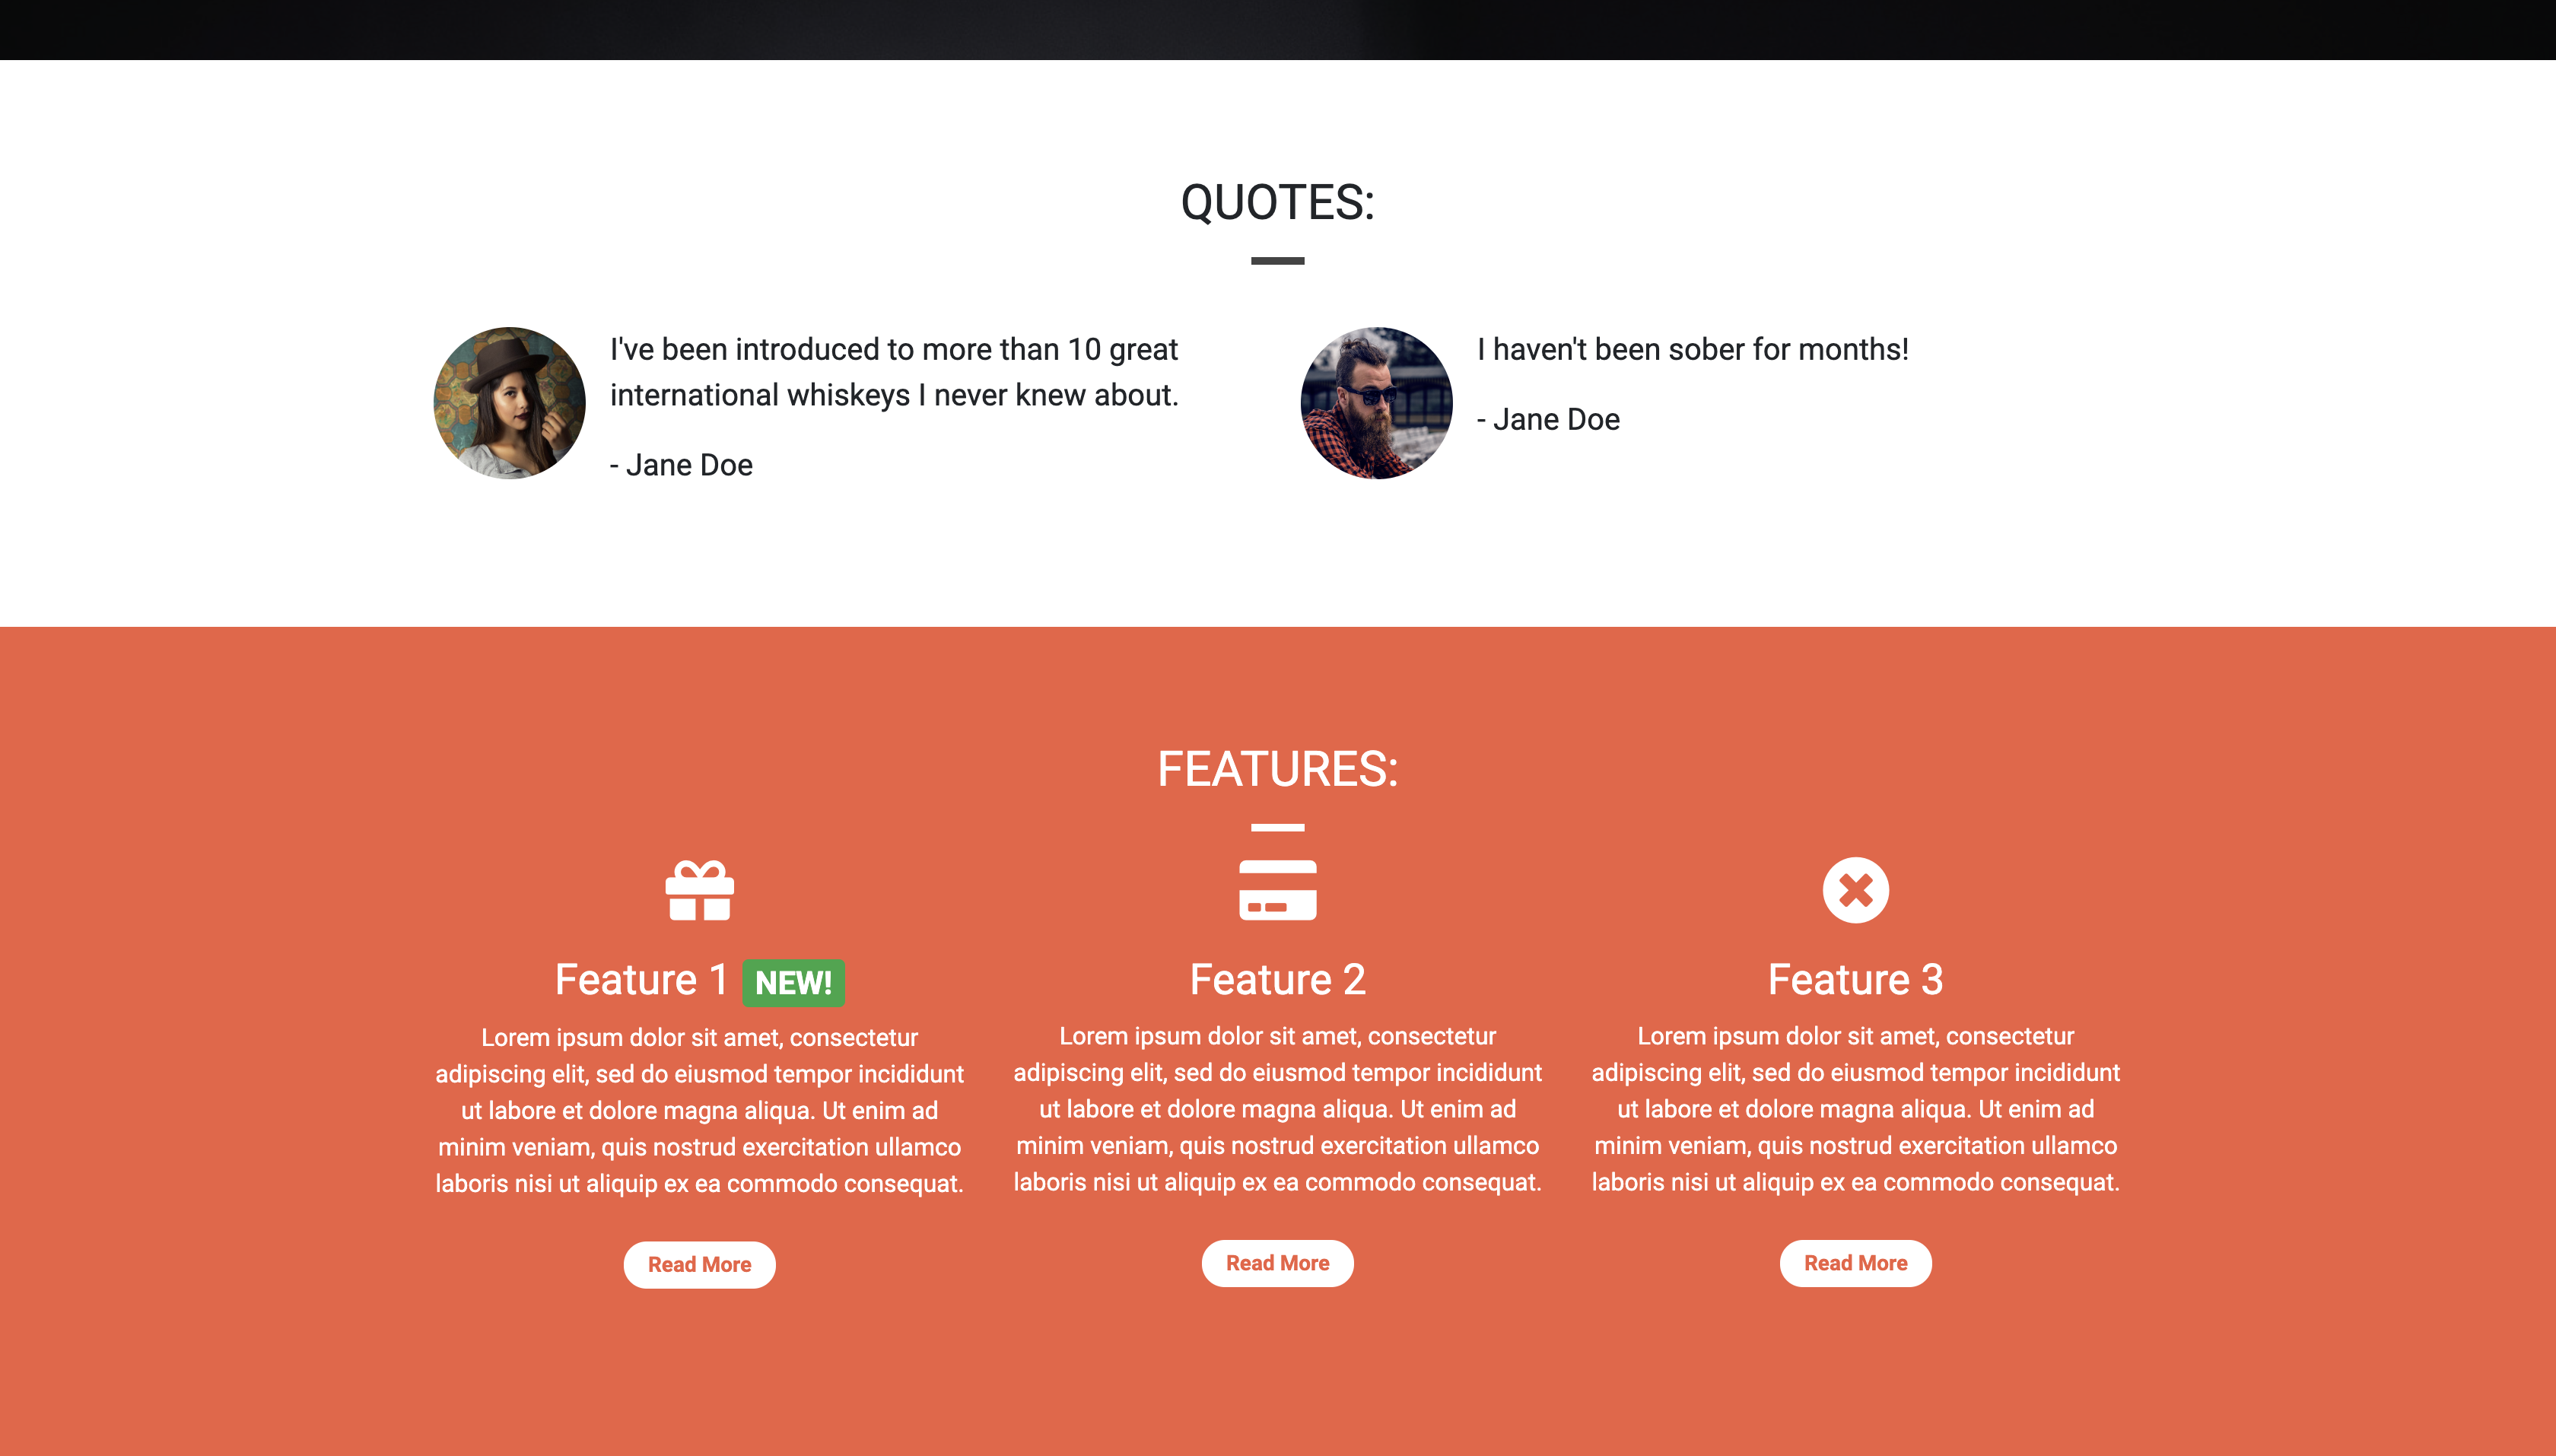 QUOTES:
I've been introduced to more than 10 great
international whiskeys I never knew about.
- Jane Doe
I haven't been sober for months!
- Jane Doe
FEATURES:
Feature 1 NEW!
Lorem ipsum dolor sit amet, consectetur
adipiscing elit, sed do eiusmod tempor incididunt
ut labore et dolore magna aliqua. Ut enim ad
minim veniam, quis nostrud exercitation ullamco
laboris nisi ut aliquip ex ea commodo consequat.
Read More
Feature 2
Lorem ipsum dolor sit amet, consectetur
adipiscing elit, sed do eiusmod tempor incididunt
ut labore et dolore magna aliqua. Ut enim ad
minim veniam, quis nostrud exercitation ullamco
laboris nisi ut aliquip ex ea commodo consequat.
Read More
Feature 3
Lorem ipsum dolor sit amet, consectetur
adipiscing elit, sed do eiusmod tempor incididunt
ut labore et dolore magna aliqua. Ut enim ad
minim veniam, quis nostrud exercitation ullamco
laboris nisi ut aliquip ex ea commodo consequat.
Read More